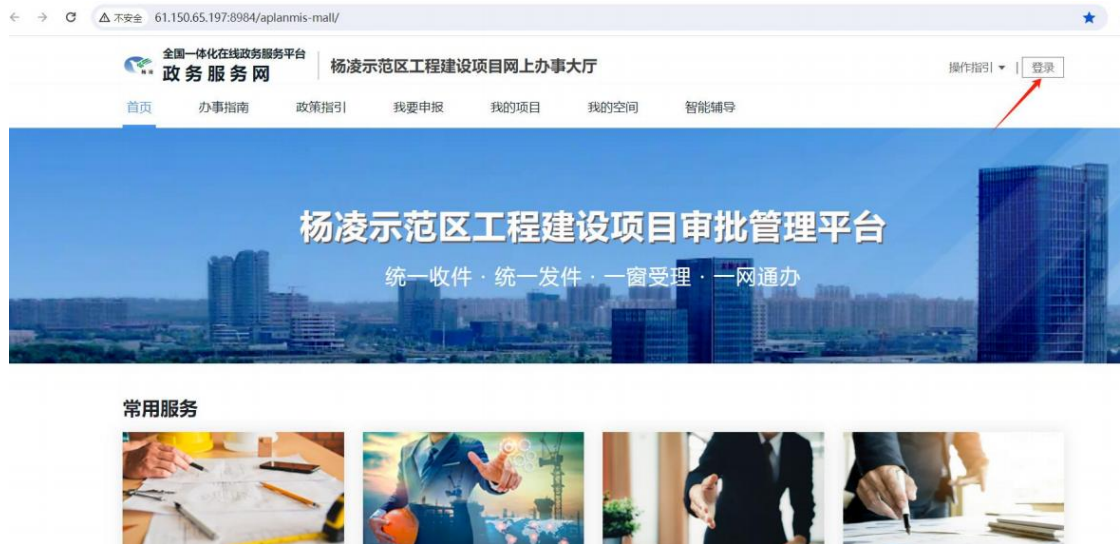 不安全 61.150.65.197:8984/aplanmis-mall/
全国一体化在线政务服务平台
政务服务网
杨凌示范区工程建设项目网上办事大厅
操作指引 | 登录
首页 办事指南 政策指引 我要申报 我的项目 我的空间 智能辅导
杨凌示范区工程建设项目审批管理平台
统一收件 · 统一发件 · 一窗受理 · 一网通办
常用服务